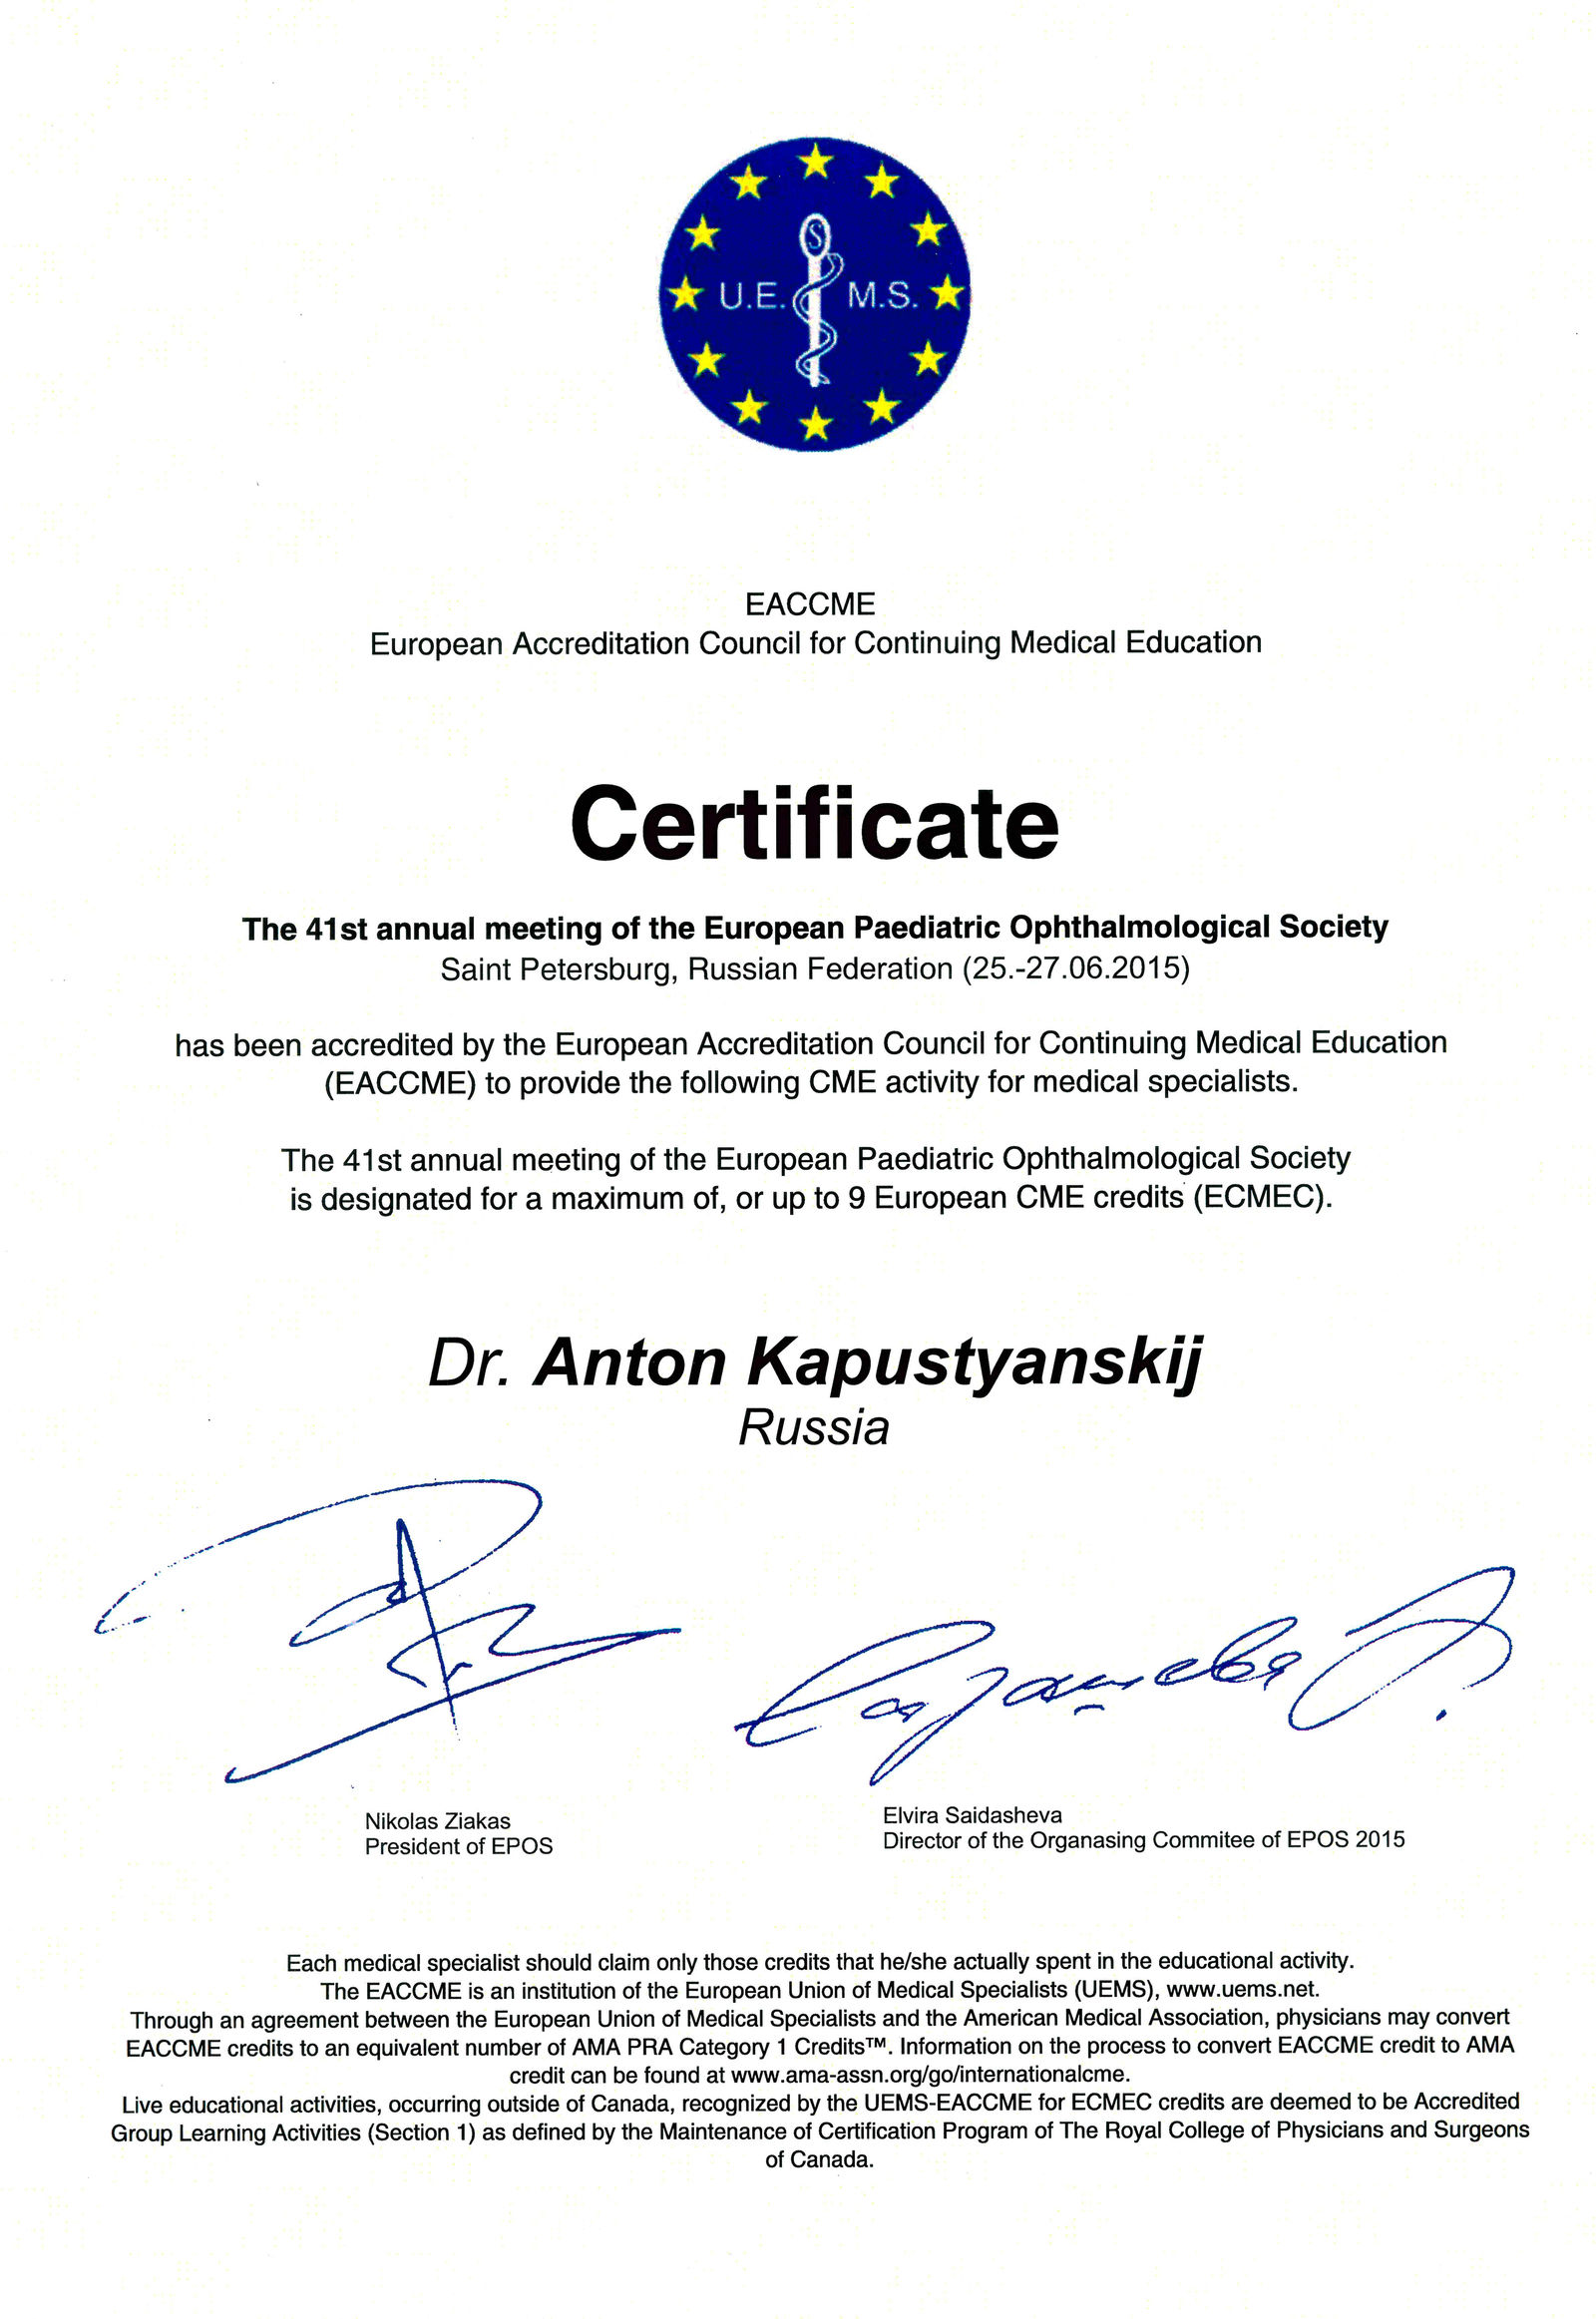 S
U.E. M.S.
EACCME
European Accreditation Council for Continuing Medical Education
Certificate
The 41st annual meeting of the European Paediatric Ophthalmological Society
Saint Petersburg, Russian Federation (25.-27.06.2015)
has been accredited by the European Accreditation Council for Continuing Medical Education
(EACCME) to provide the following CME activity for medical specialists.
The 41st annual meeting of the European Paediatric Ophthalmological Society
is designated for a maximum of, or up to 9 European CME credits (ECMEC).
Dr. Anton Kapustyanskij
Russia
Nikolas Ziakas
President of EPOS
Elvira Saidasheva
Director of the Organasing Commitee of EPOS 2015
Each medical specialist should claim only those credits that he/she actually spent in the educational activity.
The EACCME is an institution of the European Union of Medical Specialists (UEMS), www.uems.net.
Through an agreement between the European Union of Medical Specialists and the American Medical Association, physicians may convert
EACCME credits to an equivalent number of AMA PRA Category 1 Credits™. Information on the process to convert EACCME credit to AMA
credit can be found at www.ama-assn.org/go/internationalcme.
Live educational activities, occurring outside of Canada, recognized by the UEMS-EACCME for ECMEC credits are deemed to be Accredited
Group Learning Activities (Section 1) as defined by the Maintenance of Certification Program of The Royal College of Physicians and Surgeons
of Canada.